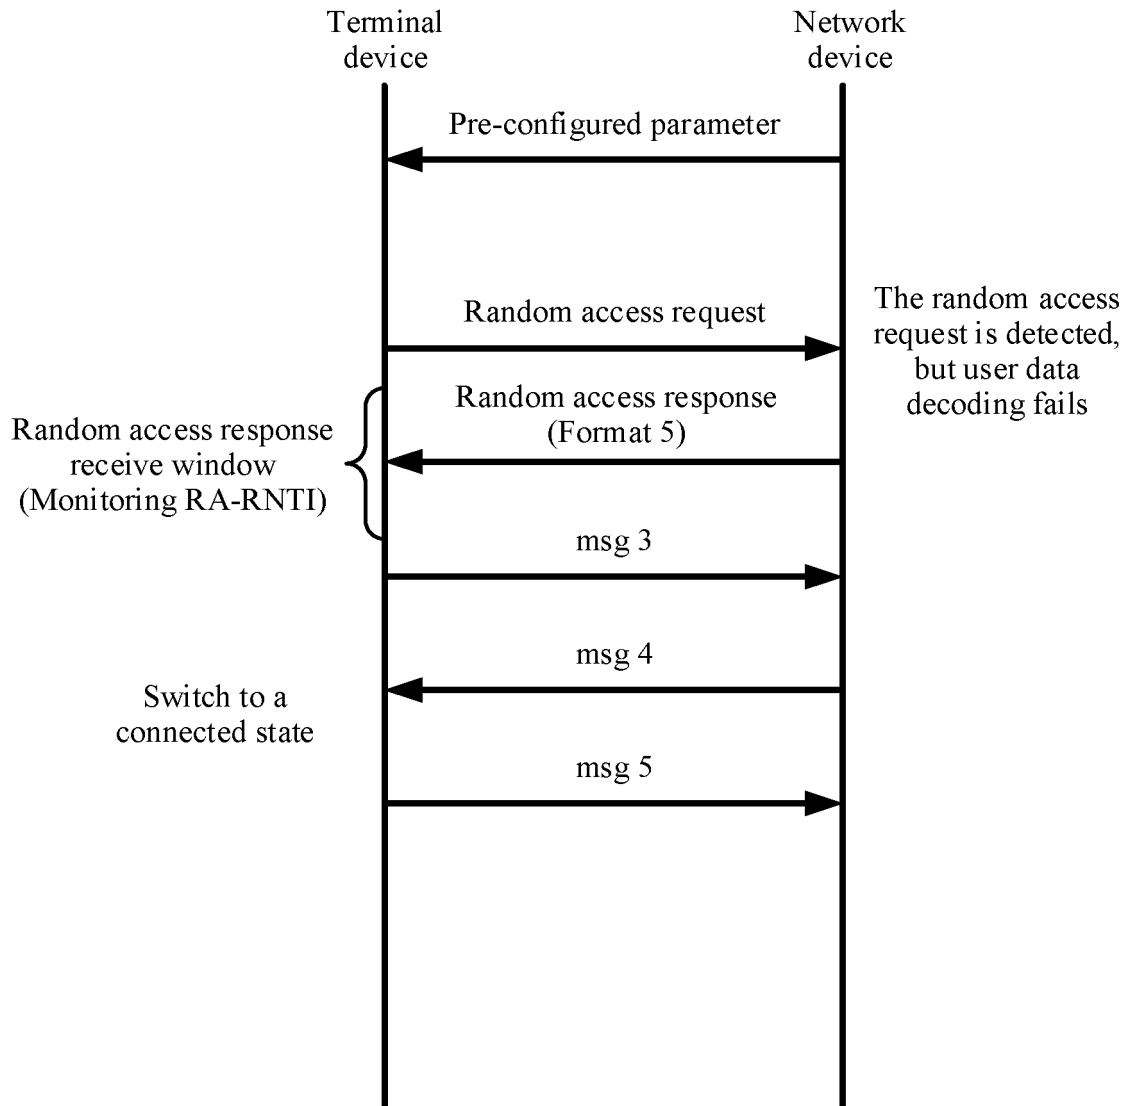 Terminal
device
Network
device
Pre-configured parameter
Random access request
The random access
request is detected,
but user data
decoding fails
Random access response
(Format 5)
Random access response
receive window
(Monitoring RA-RNTI)
msg 3
msg 4
Switch to a
connected state
msg 5